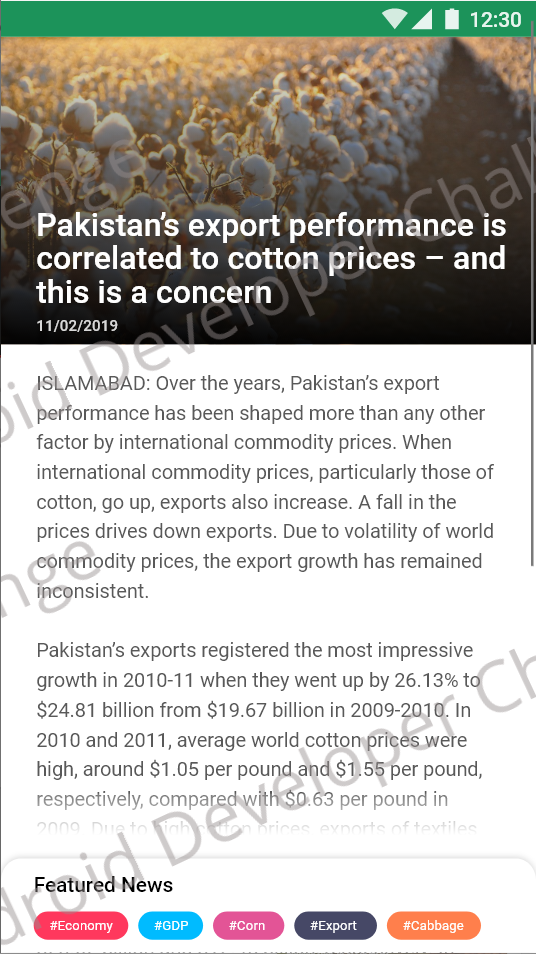 12:30
Pakistan’s export performance is
correlated to cotton prices – and
this is a concern
11/02/2019
ISLAMABAD: Over the years, Pakistan’s export
performance has been shaped more than any other
factor by international commodity prices. When
international commodity prices, particularly those of
cotton, go up, exports also increase. A fall in the
prices drives down exports. Due to volatility of world
commodity prices, the export growth has remained
inconsistent.
Pakistan’s exports registered the most impressive
growth in 2010-11 when they went up by 26.13% to
$24.81 billion from $19.67 billion in 2009-2010. In
2010 and 2011, average world cotton prices were
high, around $1.05 per pound and $1.55 per pound,
respectively, compared with $0.63 per pound in
2009. Due to high cotton prices, exports of textiles
Featured News
#Economy #GDP #Corn #Export #Cabbage
enge
oid Developer Chall
nge
droid Developer Ch